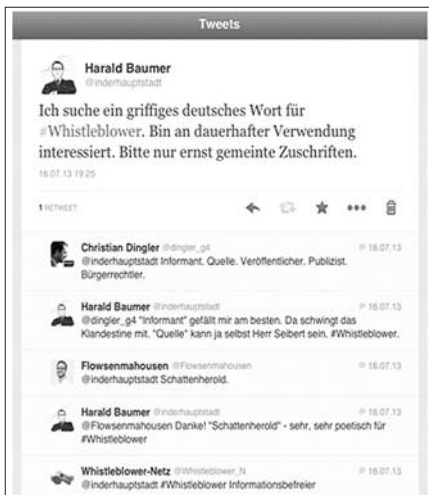 Tweets
Harald Baumer
@inderhauptstadt
Ich suche ein griffiges deutsches Wort für
#Whistleblower. Bin an dauerhafter Verwendung
interessiert. Bitte nur ernst gemeinte Zuschriften.
16.07.13 19:25
1 RETWEET
Christian Dingler @dingler_g4 16.07.13
@inderhauptstadt Informant. Quelle. Veröffentlicher. Publizist.
Bürgerrechtler.
Harald Baumer @inderhauptstadt 16.07.13
@dingler_g4 "Informant" gefällt mir am besten. Da schwingt das
Klandestine mit. "Quelle" kann ja selbst Herr Seibert sein. #Whistleblower.
Flowsenmahousen @Flowsenmahousen 16.07.13
@inderhauptstadt Schattenherold.
Harald Baumer @inderhauptstadt 16.07.13
@Flowsenmahousen Danke! "Schattenherold" - sehr, sehr poetisch für
#Whistleblower
Whistleblower-Netz @Whistleblower_N 16.07.13
@inderhauptstadt #Whistleblower Informationsbefreier